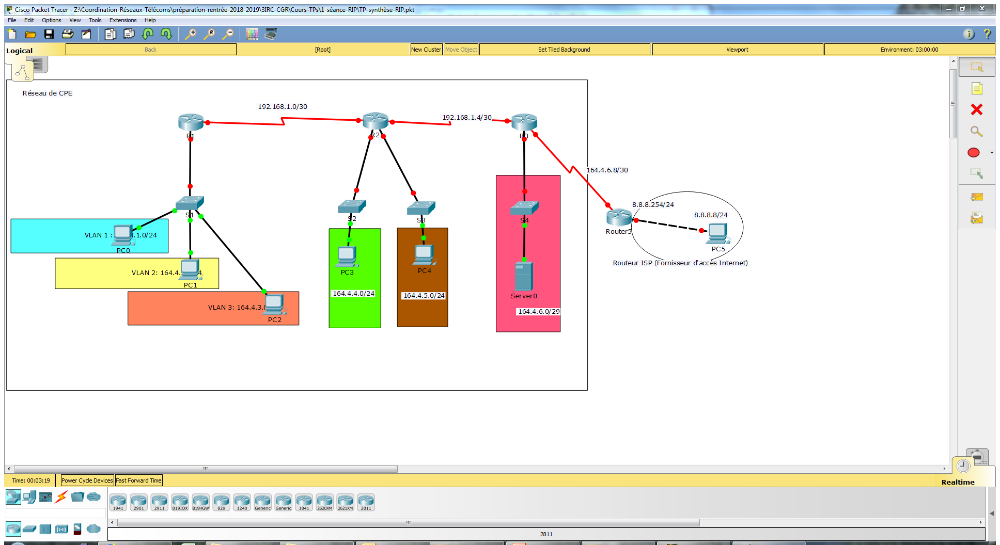 Cisco Packet Tracer - Z:\Coordination-Réseaux-Télécoms\préparation-rentrée-2018-2019\3IRC-CGR\Cours-TPs\1-séance-RIP\TP-synthèse-RIP.pkt
File Edit Options View Tools Extensions Help
Logical Back [Root] New Cluster Move Object Set Tiled Background Viewport Environment: 03:00:00
Réseau de CPE
192.168.1.0/30
192.168.1.4/30
R1 R2 R3
164.4.6.8/30
8.8.8.254/24
8.8.8.8/24
S1 S2 S3 S4
Router5
PC5
VLAN 1 : 4.1.0/24
PC0
Routeur ISP (Fornisseur d'accès Internet)
VLAN 2: 164.4. 4
PC1
PC3
PC4
164.4.4.0/24
164.4.5.0/24
Server0
VLAN 3: 164.4.3.0
PC2
164.4.6.0/29
Time: 00:03:19 Power Cycle Devices Fast Forward Time
Realtime
1941 2901 2911 819IOX 819HGW 829 1240 Generic Generic 1841 2620XM 2621XM 2811
2811